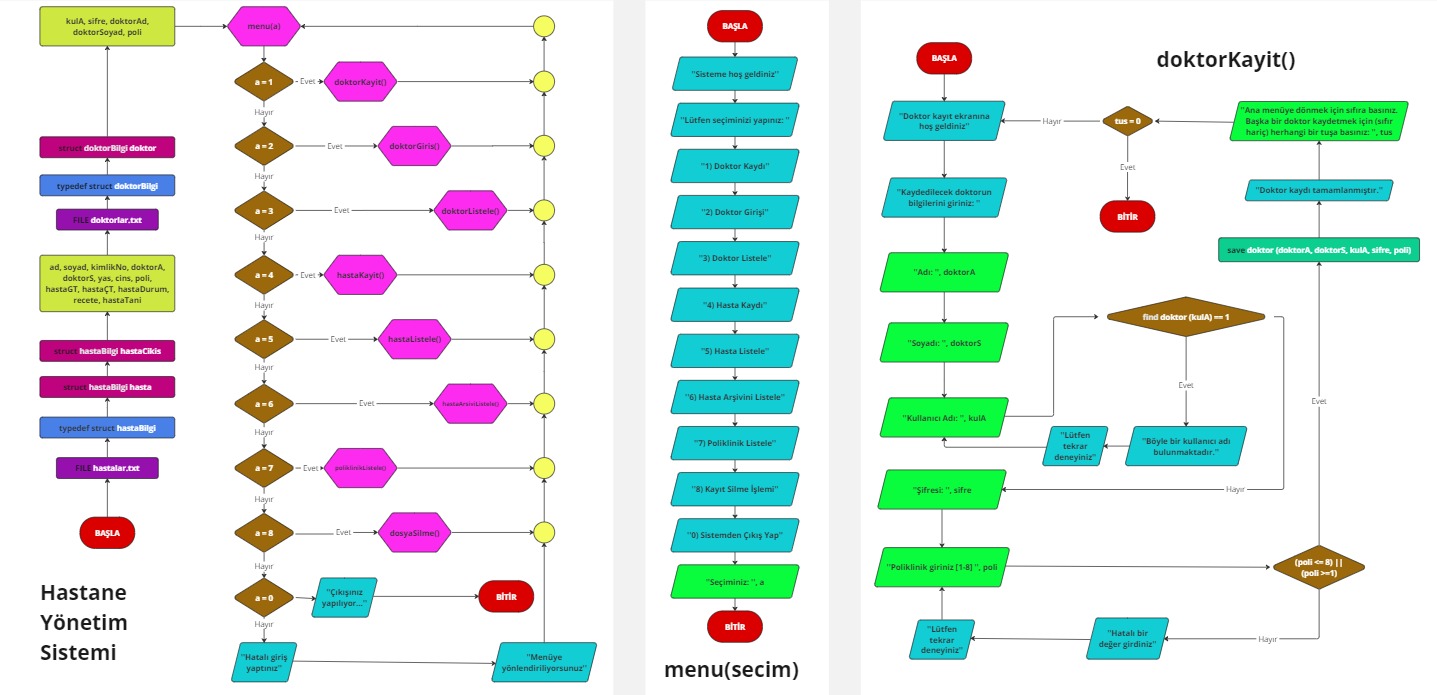 kulA, sifre, doktorAd,
doktorSoyad, poli
struct doktorBilgi doktor
typedef struct doktorBilgi
FILE doktorlar.txt
ad, soyad, kimlikNo, doktorA,
doktorS, yas, cins, poli,
hastaGT, hastaÇT, hastaDurum,
recete, hastaTani
struct hastaBilgi hastaCikis
struct hastaBilgi hasta
typedef struct hastaBilgi
FILE hastalar.txt
BAŞLA
Hastane
Yönetim
Sistemi
menu(a)
a = 1
Evet
doktorKayit()
Hayır
a = 2
Evet
doktorGiris()
Hayır
a = 3
Evet
doktorListele()
Hayır
a = 4
Evet
hastaKayit()
Hayır
a = 5
Evet
hastaListele()
Hayır
a = 6
Evet
hastaArsiviListele()
Hayır
a = 7
Evet
poliklinikListele()
Hayır
a = 8
Evet
dosyaSilme()
Hayır
a = 0
"Çıkışınız
yapılıyor..."
BİTİR
Hayır
"Hatalı giriş
yaptınız"
"Menüye
yönlendiriliyorsunuz"
BAŞLA
"Sisteme hoş geldiniz"
"Lütfen seçiminizi yapınız: "
"1) Doktor Kaydı"
"2) Doktor Girişi"
"3) Doktor Listele"
"4) Hasta Kaydı"
"5) Hasta Listele"
"6) Hasta Arşivini Listele"
"7) Poliklinik Listele"
"8) Kayıt Silme İşlemi"
"0) Sistemden Çıkış Yap"
"Seçiminiz: ", a
BİTİR
menu(secim)
doktorKayit()
BAŞLA
"Doktor kayıt ekranına
hoş geldiniz"
Hayır
tus = 0
"Ana menüye dönmek için sıfıra basınız.
Başka bir doktor kaydetmek için (sıfır
hariç) herhangi bir tuşa basınız: ", tus
Evet
BİTİR
"Kaydedilecek doktorun
bilgilerini giriniz: "
"Doktor kaydı tamamlanmıştır."
save doktor (doktorA, doktorS, kulA, sifre, poli)
"Adı: ", doktorA
"Soyadı: ", doktorS
find doktor (kulA) == 1
Evet
Evet
"Kullanıcı Adı: ", kulA
"Lütfen
tekrar
deneyiniz"
"Böyle bir kullanıcı adı
bulunmaktadır."
"Şifresi: ", sifre
Hayır
"Poliklinik giriniz [1-8] ", poli
(poli <= 8) ||
(poli >=1)
"Lütfen
tekrar
deneyiniz"
"Hatalı bir
değer girdiniz"
Hayır